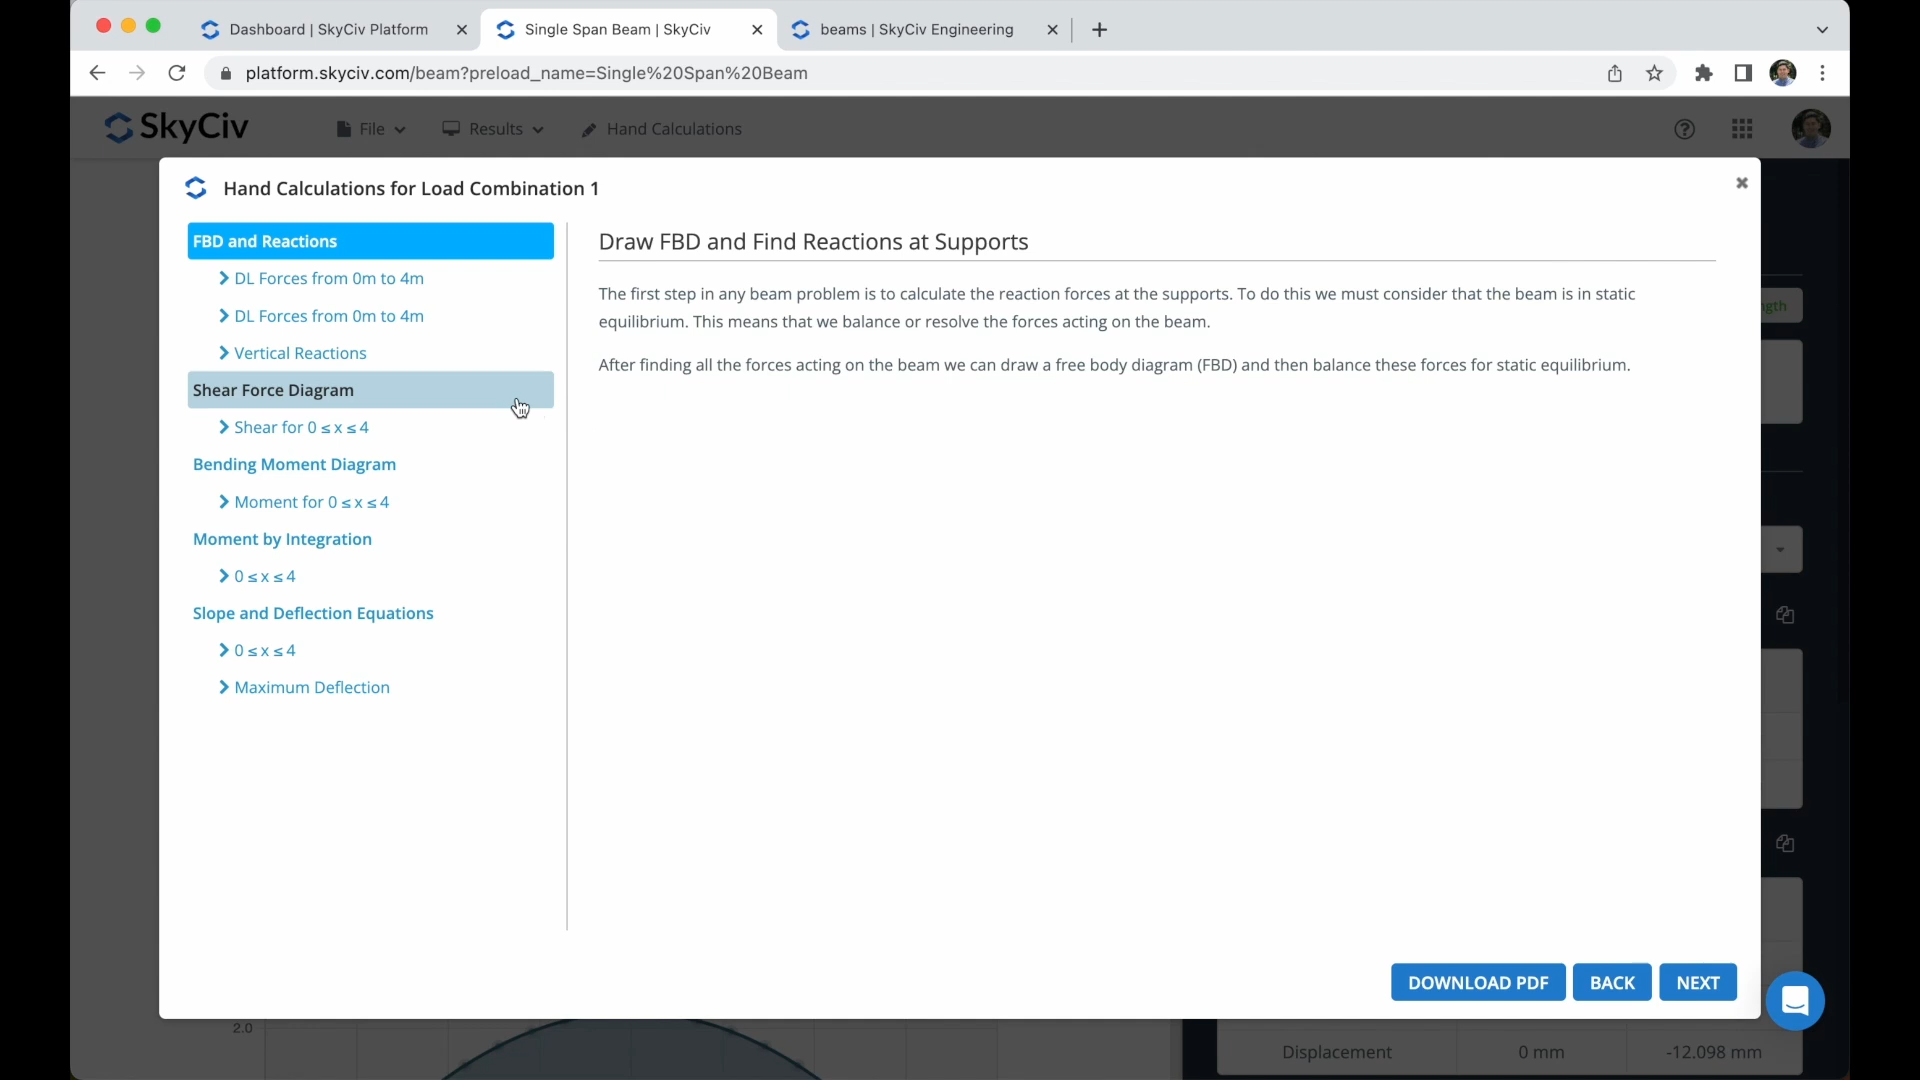 Dashboard | SkyCiv Platform
Single Span Beam | SkyCiv
beams | SkyCiv Engineering
platform.skyciv.com/beam?preload_name=Single%20Span%20Beam
SkyCiv
File
Results
Hand Calculations
Hand Calculations for Load Combination 1
FBD and Reactions
DL Forces from 0m to 4m
DL Forces from 0m to 4m
Vertical Reactions
Shear Force Diagram
Shear for 0 ≤ x ≤ 4
Bending Moment Diagram
Moment for 0 ≤ x ≤ 4
Moment by Integration
0 ≤ x ≤ 4
Slope and Deflection Equations
0 ≤ x ≤ 4
Maximum Deflection
Draw FBD and Find Reactions at Supports
The first step in any beam problem is to calculate the reaction forces at the supports. To do this we must consider that the beam is in static
equilibrium. This means that we balance or resolve the forces acting on the beam.
After finding all the forces acting on the beam we can draw a free body diagram (FBD) and then balance these forces for static equilibrium.
DOWNLOAD PDF
BACK
NEXT
2.0
Displacement
0 mm
-12.098 mm